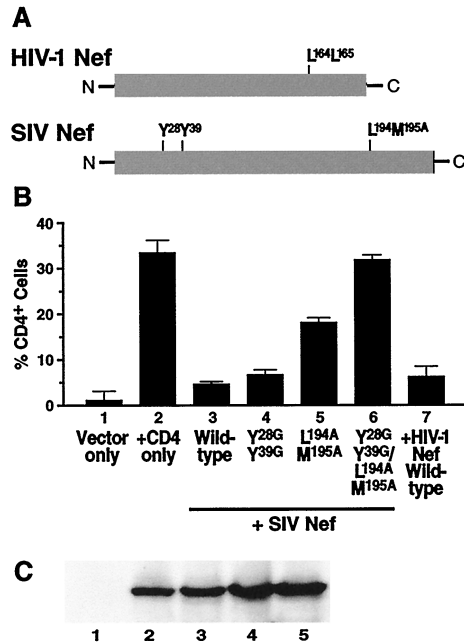 A
HIV-1 Nef
L164L165
N
C
SIV Nef
Y28Y39
L194M195A
N
C
B
% CD4+ Cells
40
30
20
10
0
1 2 3 4 5 6 7
Vector only
+CD4 only
Wild-type
Y28G Y39G
L194A M195A
Y28G Y39G/ L194A M195A
+HIV-1 Nef Wild-type
+ SIV Nef
C
1 2 3 4 5